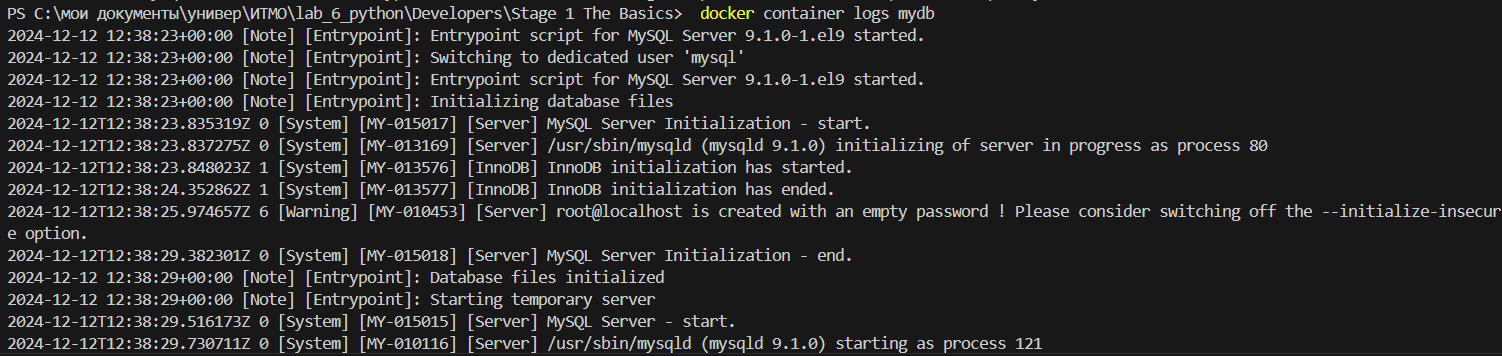 PS C:\мои документы\универ\ИТМО\lab_6_python\Developers\Stage 1 The Basics>  docker container logs mydb
2024-12-12 12:38:23+00:00 [Note] [Entrypoint]: Entrypoint script for MySQL Server 9.1.0-1.el9 started.
2024-12-12 12:38:23+00:00 [Note] [Entrypoint]: Switching to dedicated user 'mysql'
2024-12-12 12:38:23+00:00 [Note] [Entrypoint]: Entrypoint script for MySQL Server 9.1.0-1.el9 started.
2024-12-12 12:38:23+00:00 [Note] [Entrypoint]: Initializing database files
2024-12-12T12:38:23.835319Z 0 [System] [MY-015017] [Server] MySQL Server Initialization - start.
2024-12-12T12:38:23.837275Z 0 [System] [MY-013169] [Server] /usr/sbin/mysqld (mysqld 9.1.0) initializing of server in progress as process 80
2024-12-12T12:38:23.848023Z 1 [System] [MY-013576] [InnoDB] InnoDB initialization has started.
2024-12-12T12:38:24.352862Z 1 [System] [MY-013577] [InnoDB] InnoDB initialization has ended.
2024-12-12T12:38:25.974657Z 6 [Warning] [MY-010453] [Server] root@localhost is created with an empty password ! Please consider switching off the --initialize-insecur
e option.
2024-12-12T12:38:29.382301Z 0 [System] [MY-015018] [Server] MySQL Server Initialization - end.
2024-12-12 12:38:29+00:00 [Note] [Entrypoint]: Database files initialized
2024-12-12 12:38:29+00:00 [Note] [Entrypoint]: Starting temporary server
2024-12-12T12:38:29.516173Z 0 [System] [MY-015015] [Server] MySQL Server - start.
2024-12-12T12:38:29.730711Z 0 [System] [MY-010116] [Server] /usr/sbin/mysqld (mysqld 9.1.0) starting as process 121